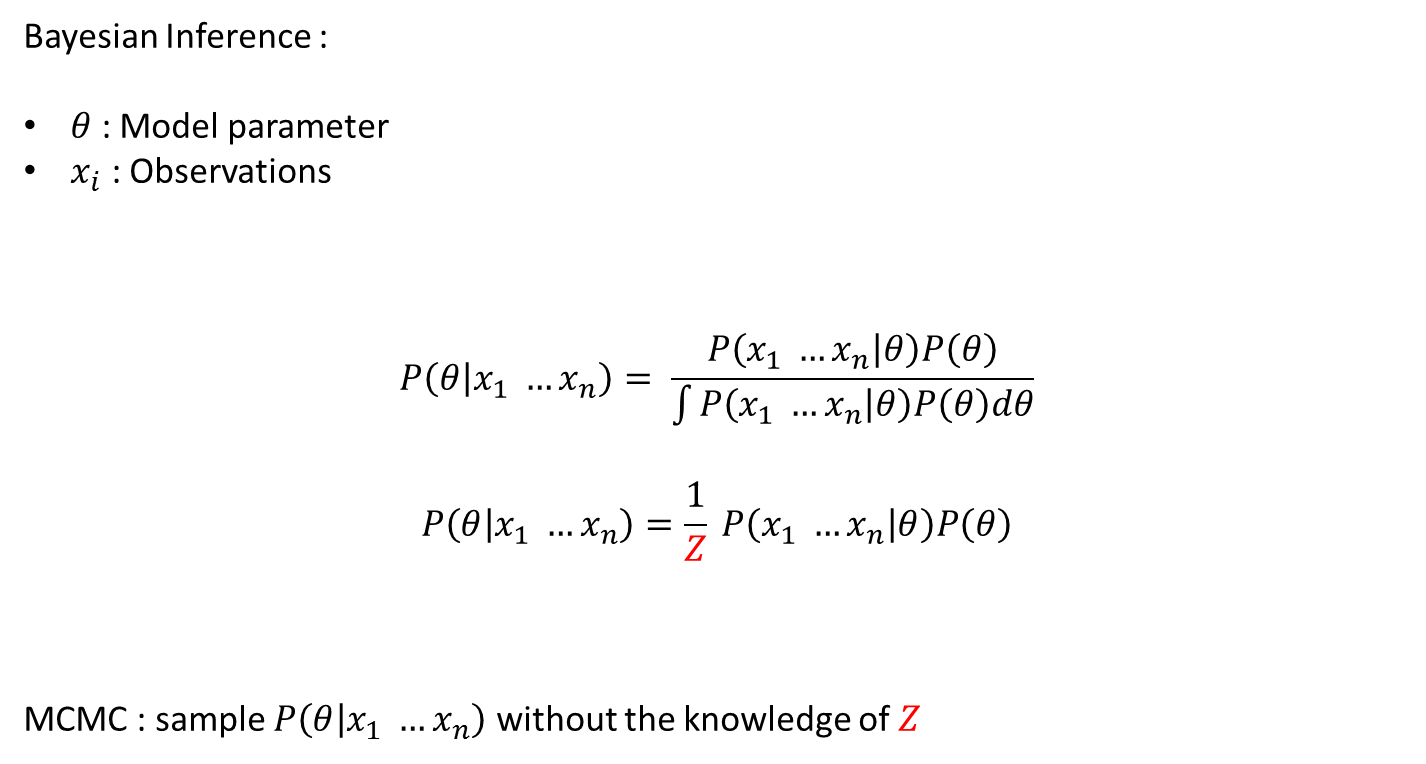 Bayesian Inference :
• θ : Model parameter
• xᵢ : Observations
P(θ|x₁ …xₙ) = P(x₁ …xₙ|θ)P(θ) / ∫ P(x₁ …xₙ|θ)P(θ)dθ
P(θ|x₁ …xₙ) = 1/Z P(x₁ …xₙ|θ)P(θ)
MCMC : sample P(θ|x₁ …xₙ) without the knowledge of Z